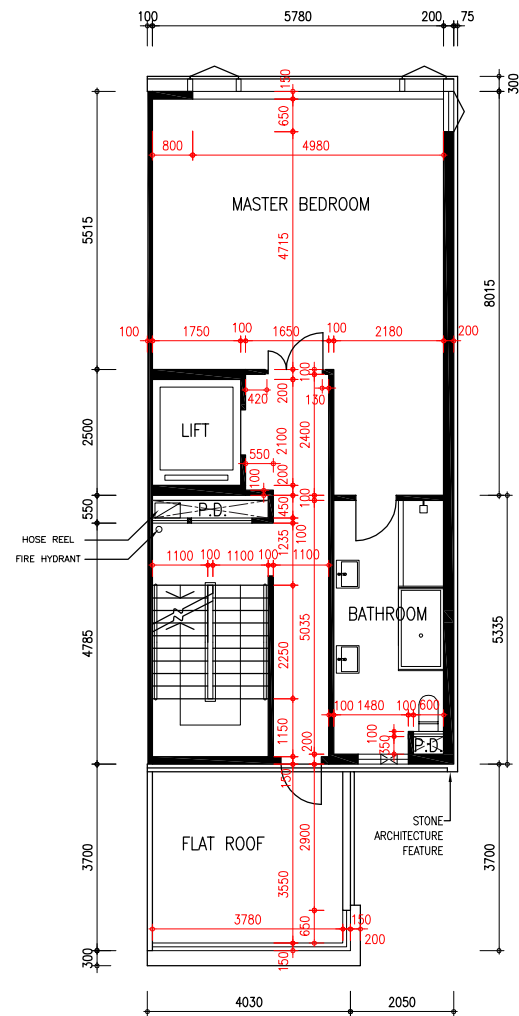 100 5780 200 75
300
150
650
800 4980
MASTER BEDROOM
5515
4715
8015
100 1750 100 1650 100 2180 200
100
420 200 130
LIFT
2500
2100 2400
550
200
100 100
550
P.D.
450
HOSE REEL
FIRE HYDRANT
1235 100
1100 100 1100 100 1100
BATHROOM
5035
4785
5335
2250
100 1480 100 600
1150 200 100
350
P.D.
150
STONE
ARCHITECTURE
FEATURE
FLAT ROOF
2900
3700
3700
3550
3780 150
650 200
300
150
4030 2050